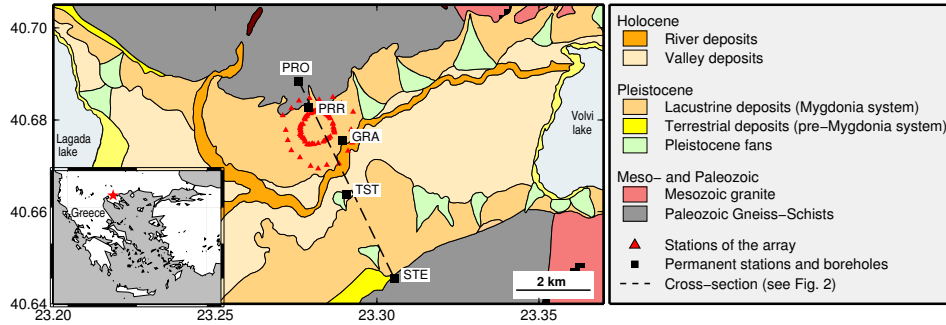 40.70
40.68
40.66
40.64
23.20
23.25
23.30
23.35
PRO
PRR
GRA
TST
STE
Lagada
lake
Volvi
lake
Greece
2 km
Holocene
River deposits
Valley deposits
Pleistocene
Lacustrine deposits (Mygdonia system)
Terrestrial deposits (pre−Mygdonia system)
Pleistocene fans
Meso− and Paleozoic
Mesozoic granite
Paleozoic Gneiss−Schists
Stations of the array
Permanent stations and boreholes
Cross−section (see Fig. 2)